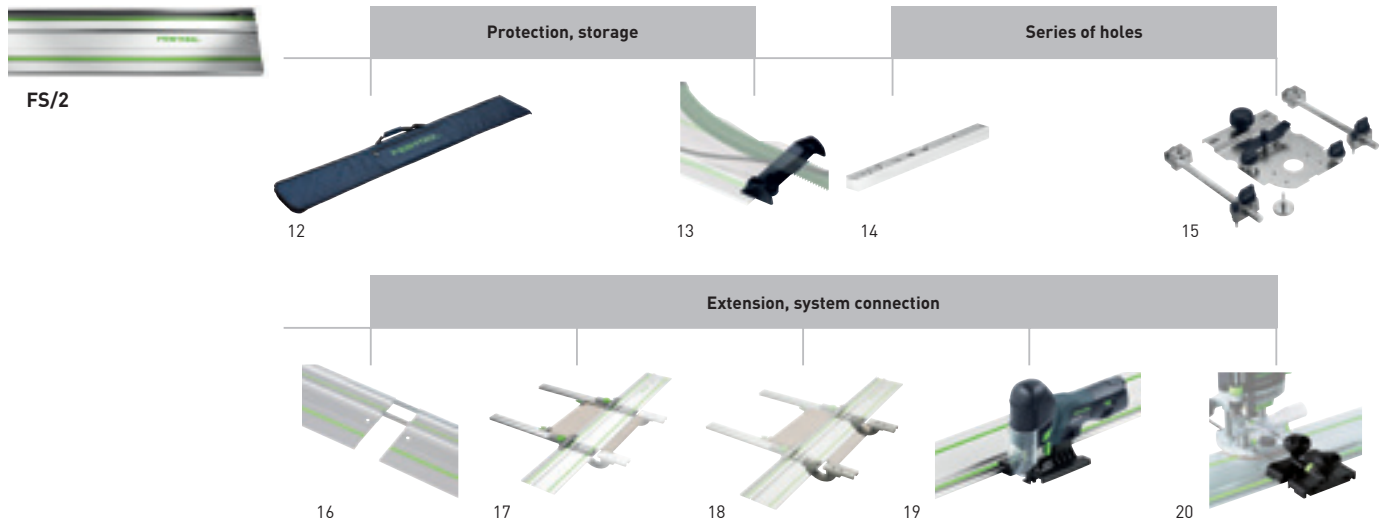 Protection, storage
Series of holes
FS/2
12
13
14
15
Extension, system connection
16
17
18
19
20